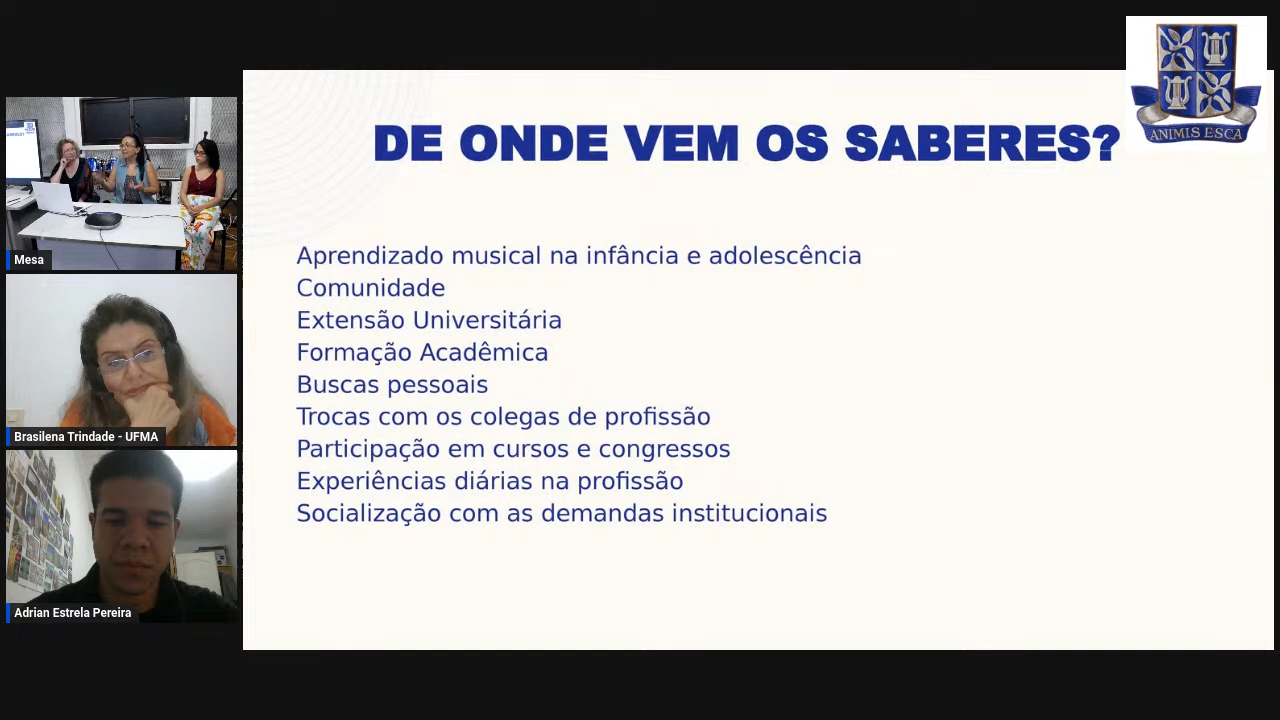 DE ONDE VEM OS SABERES?
ANIMIS ESCA
Aprendizado musical na infância e adolescência
Comunidade
Extensão Universitária
Formação Acadêmica
Buscas pessoais
Trocas com os colegas de profissão
Participação em cursos e congressos
Experiências diárias na profissão
Socialização com as demandas institucionais
Mesa
Brasilena Trindade - UFMA
Adrian Estrela Pereira